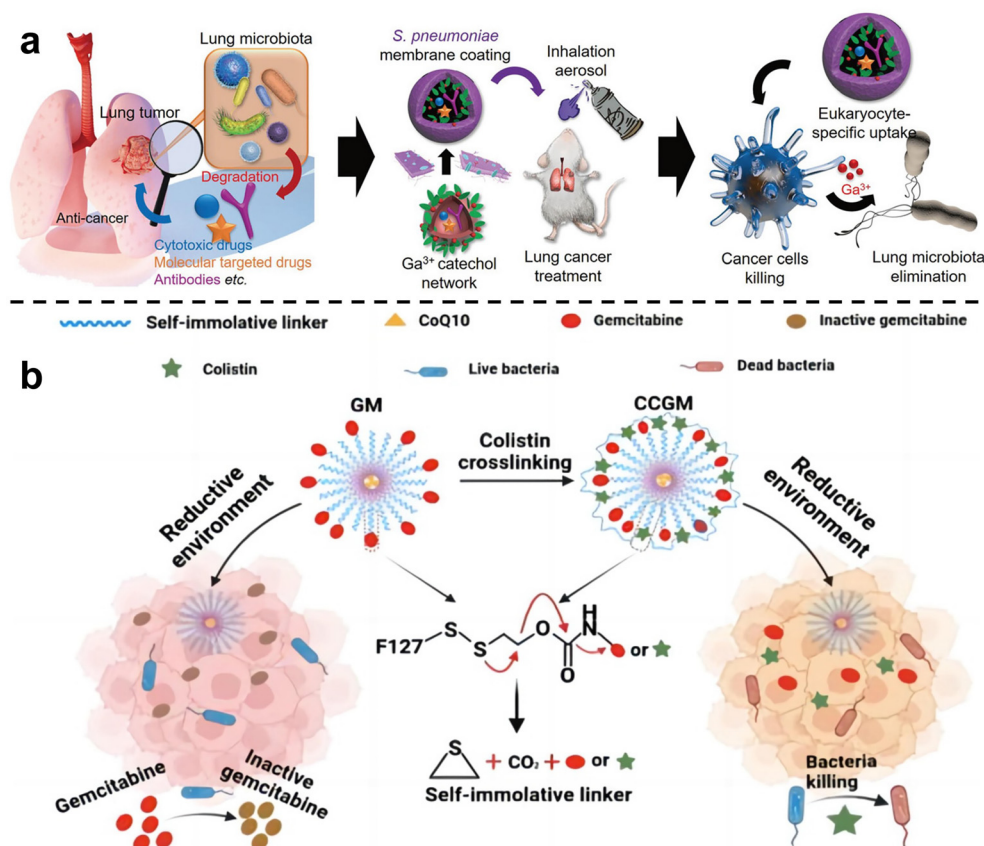 a
Lung microbiota
Lung tumor
Degradation
Anti-cancer
Cytotoxic drugs
Molecular targeted drugs
Antibodies etc.
S. pneumoniae
membrane coating
Inhalation
aerosol
Ga³⁺ catechol
network
Lung cancer
treatment
Eukaryocyte-
specific uptake
Ga³⁺
Cancer cells
killing
Lung microbiota
elimination
Self-immolative linker
CoQ10
Gemcitabine
Inactive gemcitabine
b
Colistin
Live bacteria
Dead bacteria
GM
CCGM
Colistin
crosslinking
Reductive
environment
Reductive
environment
F127
S
S
O
O
H
N
or
S
+ CO₂ + or
Self-immolative linker
Gemcitabine
Inactive
gemcitabine
Bacteria
killing